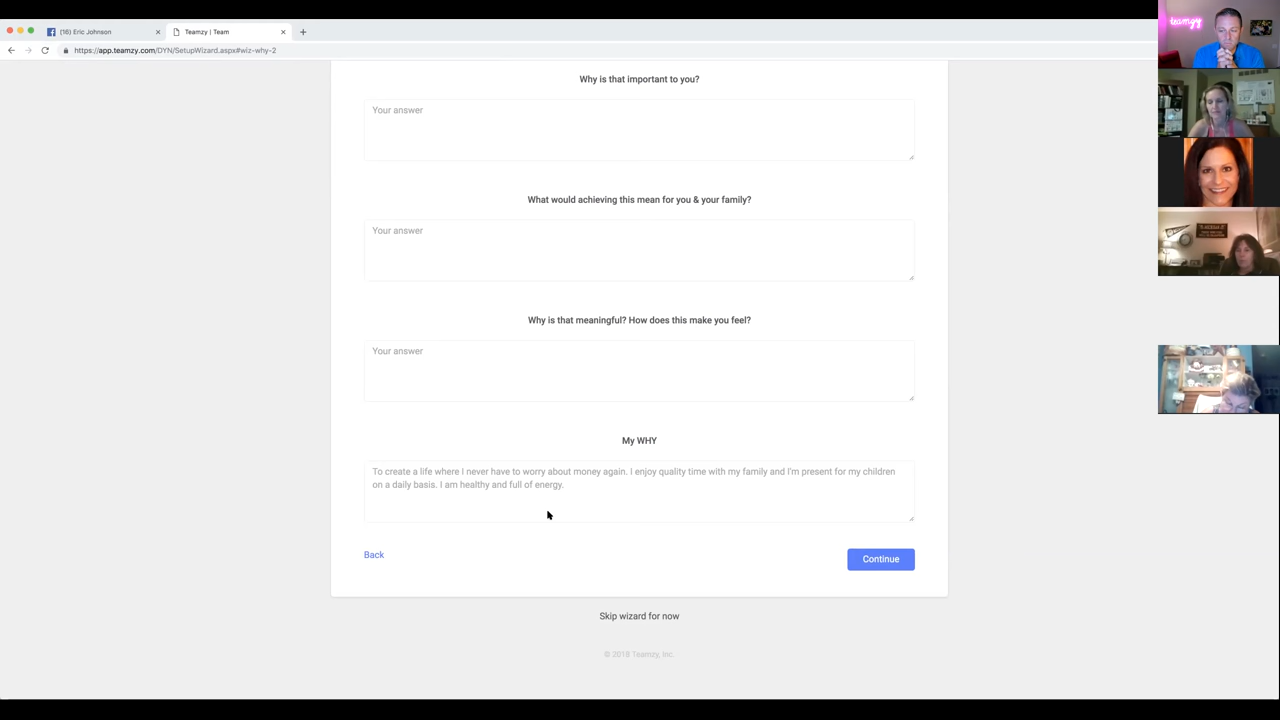 (16) Eric Johnson
Teamzy | Team
https://app.teamzy.com/DYN/SetupWizard.aspx#wiz-why-2
teamzy
Why is that important to you?
Your answer
What would achieving this mean for you & your family?
Your answer
Why is that meaningful? How does this make you feel?
Your answer
My WHY
To create a life where I never have to worry about money again. I enjoy quality time with my family and I'm present for my children
on a daily basis. I am healthy and full of energy.
Back
Continue
Skip wizard for now
© 2018 Teamzy, Inc.